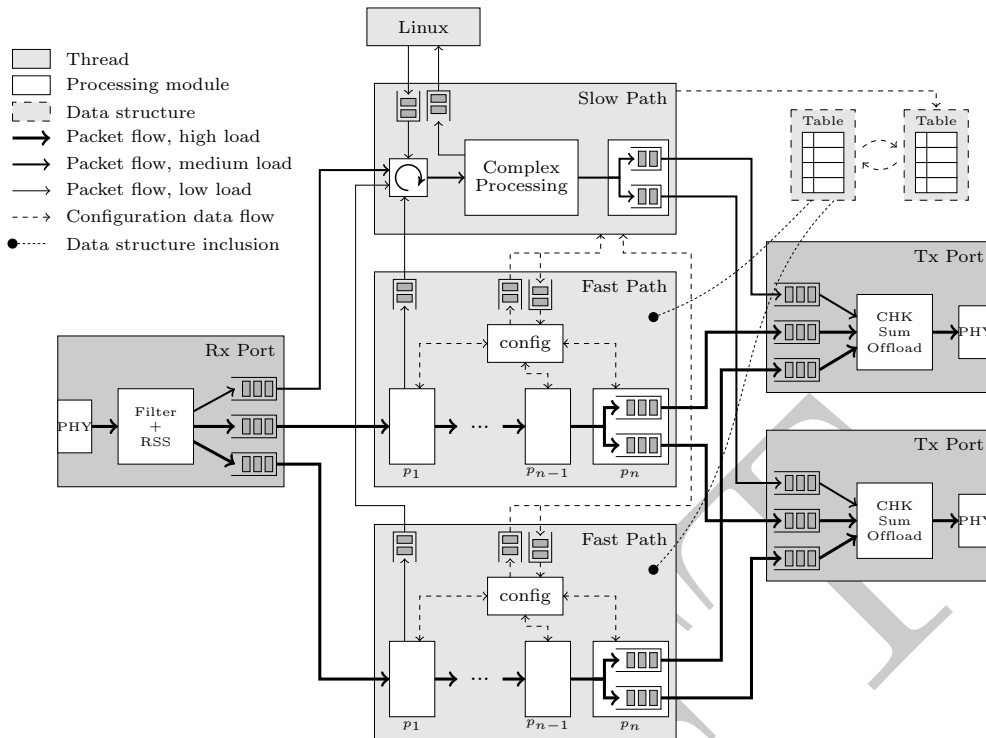 Linux
Thread
Processing module
Data structure
Packet flow, high load
Packet flow, medium load
Packet flow, low load
Configuration data flow
Data structure inclusion
Slow Path
Complex
Processing
Table
Table
Fast Path
config
...
p1
pn−1
pn
Rx Port
PHY
Filter
+
RSS
Tx Port
CHK
Sum
Offload
PHY
Tx Port
CHK
Sum
Offload
PHY
Fast Path
config
...
p1
pn−1
pn
T